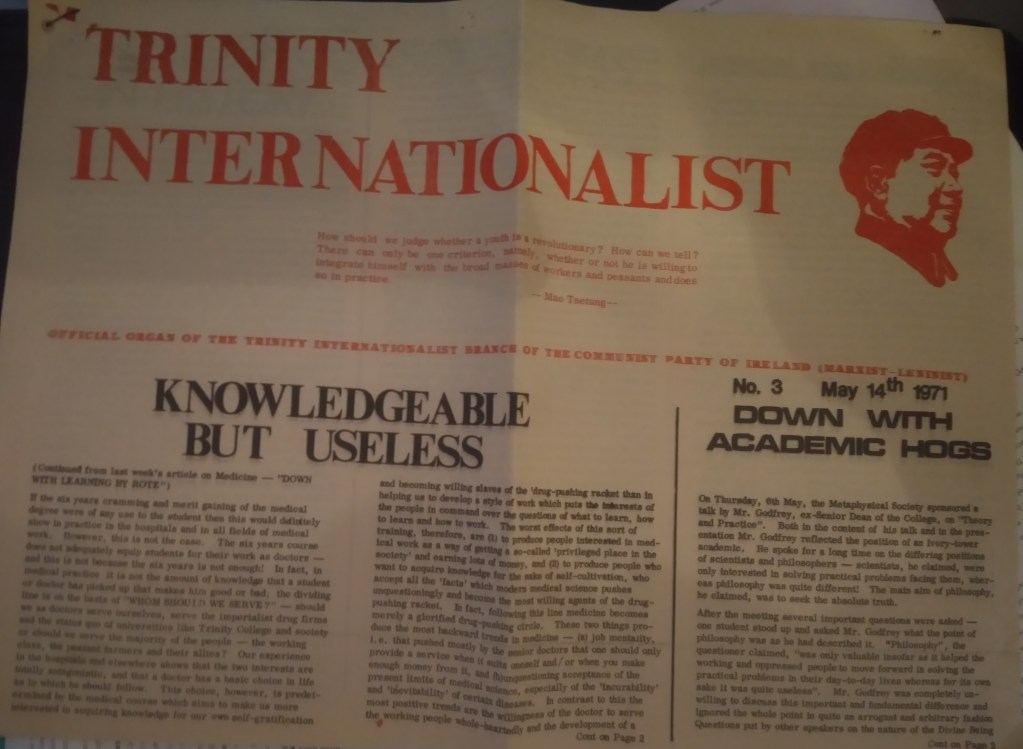 TRINITY
INTERNATIONALIST
How should we judge whether a youth is a revolutionary? How can we tell?
There can only be one criterion, namely, whether or not he is willing to
integrate himself with the broad masses of workers and peasants and does
so in practice.
-- Mao Tsetung--
OFFICIAL ORGAN OF THE TRINITY INTERNATIONALIST BRANCH OF THE COMMUNIST PARTY OF IRELAND (MARXIST-LENINIST)
KNOWLEDGEABLE
BUT USELESS
(Continued from last week's article on Medicine — "DOWN
WITH LEARNING BY ROTE")
If the six years cramming and merit gaining of the medical
degree were of any use to the student then this would definitely
show in practice in the hospitals and in all fields of medical
work. However, this is not the case. The six years course
does not adequately equip students for their work as doctors —
and this is not because the six years is not enough! In fact, in
medical practice it is not the amount of knowledge that a student
or doctor has picked up that makes him good or bad; the dividing
line is on the basis of "WHOM SHOULD WE SERVE?" — should
we as doctors serve ourselves, serve the imperialist drug firms
and the status quo of universities like Trinity College and society
or should we serve the majority of the people — the working
class, the peasant farmers and their allies? Our experience
in the hospitals and elsewhere shows that the two interests are
totally antagonistic, and that a doctor has a basic choice in life
as to which he should follow. This choice, however, is
by the medical course which aims to make us more
interested in acquiring knowledge for our own self-gratification
and becoming willing slaves of the 'drug-pushing racket than in
helping us to develop a style of work which puts the interests of
the people in command over the questions of what to learn, how
to learn and how to work. The worst effects of this sort of
training, therefore, are (1) to produce people interested in med-
ical work as a way of getting a so-called 'privileged place in the
society' and earning lots of money, and (2) to produce people who
want to acquire knowledge for the sake of self-cultivation, who
accept all the 'facts' which modern medical science pushes
unquestioningly and become the most willing agents of the drug-
pushing racket. In fact, following this line medicine becomes
merely a glorified drug-pushing circle. These two things pro-
duce the most backward trends in medicine — (a) job mentality,
i.e. that pushed mostly by the senior doctors that one should only
provide a service when it suits oneself and/or when you make
enough money from it, and unquestioning acceptance of the
present limits of medical science, especially of the 'incurability'
and 'inevitability' of certain diseases. In contrast to this the
most positive trends are the willingness of the doctor to serve
the working people whole-heartedly and the development of a
Cont on Page 2
No. 3 May 14th 1971
DOWN WITH
ACADEMIC HOGS
On Thursday, 6th May, the Metaphysical Society sponsored a
talk by Mr. Godfrey, ex-Senior Dean of the College, on "Theory
and Practice". Both in the content of his talk and in the pres-
entation Mr. Godfrey reflected the position of an ivory-tower
academic. He spoke for a long time on the differing positions
of scientists and philosophers — scientists, he claimed, were
only interested in solving practical problems facing them, wher-
eas philosophy was quite different! The main aim of philosophy,
he claimed, was to seek the absolute truth.
After the meeting several important questions were asked —
one student stood up and asked Mr. Godfrey what the point of
philosophy was as he had described it. "Philosophy", the
questioner claimed, "was only valuable insofar as it helped the
working and oppressed people to move forward in solving the
practical problems in their day-to-day lives whereas for its own
sake it was quite useless". Mr. Godfrey was completely un-
willing to discuss this important and fundamental difference and
ignored the whole point in quite an arrogant and arbitrary fashion
Questions put by other speakers on the nature of the Divine Being
Cont on Page